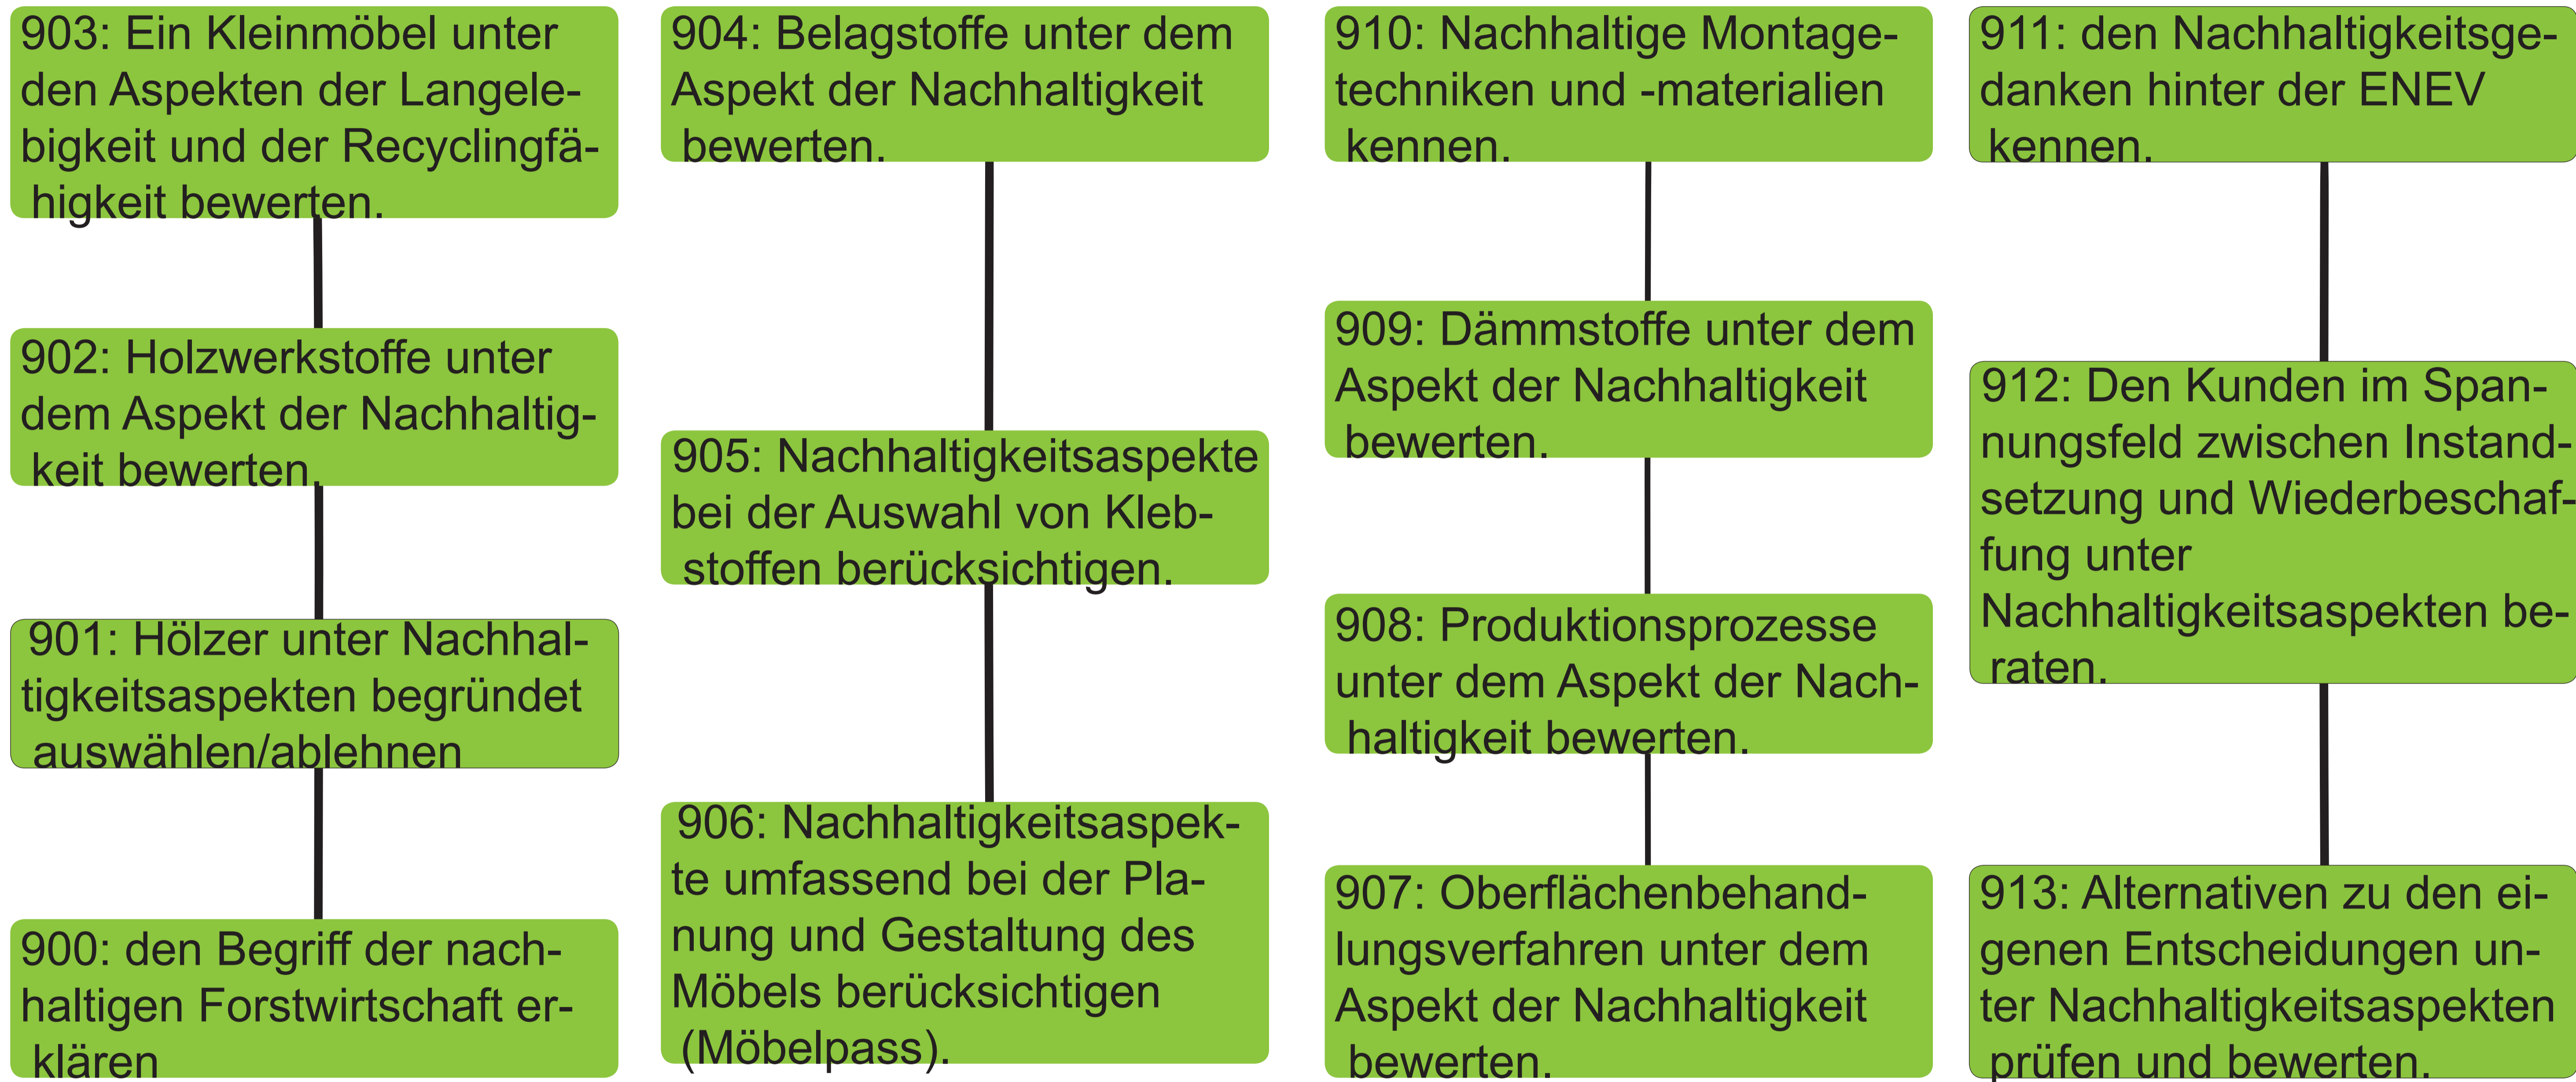 903: Ein Kleinmöbel unter
den Aspekten der Langele-
bigkeit und der Recyclingfä-
higkeit bewerten.
902: Holzwerkstoffe unter
dem Aspekt der Nachhaltig-
keit bewerten.
901: Hölzer unter Nachhal-
tigkeitsaspekten begründet
auswählen/ablehnen
900: den Begriff der nach-
haltigen Forstwirtschaft er-
klären
904: Belagstoffe unter dem
Aspekt der Nachhaltigkeit
bewerten.
905: Nachhaltigkeitsaspekte
bei der Auswahl von Kleb-
stoffen berücksichtigen.
906: Nachhaltigkeitsaspek-
te umfassend bei der Pla-
nung und Gestaltung des
Möbels berücksichtigen
(Möbelpass).
910: Nachhaltige Montage-
techniken und -materialien
kennen.
909: Dämmstoffe unter dem
Aspekt der Nachhaltigkeit
bewerten.
908: Produktionsprozesse
unter dem Aspekt der Nach-
haltigkeit bewerten.
907: Oberflächenbehand-
lungsverfahren unter dem
Aspekt der Nachhaltigkeit
bewerten.
911: den Nachhaltigkeitsge-
danken hinter der ENEV
kennen.
912: Den Kunden im Span-
nungsfeld zwischen Instand-
setzung und Wiederbeschaf-
fung unter
Nachhaltigkeitsaspekten be-
raten.
913: Alternativen zu den ei-
genen Entscheidungen un-
ter Nachhaltigkeitsaspekten
prüfen und bewerten.